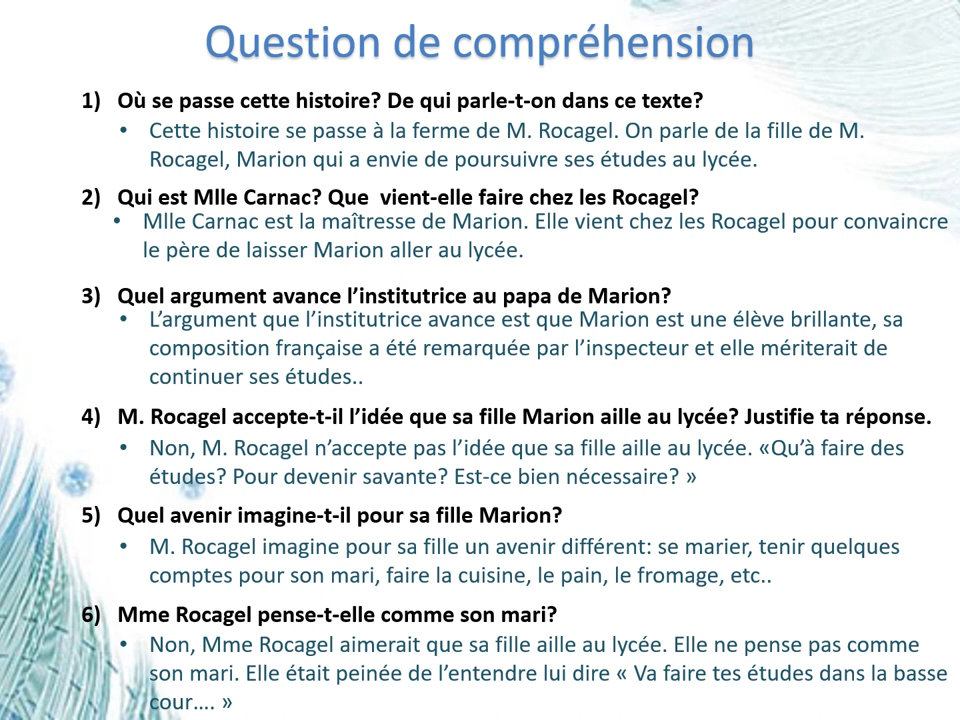 Question de compréhension
1) Où se passe cette histoire? De qui parle-t-on dans ce texte?
• Cette histoire se passe à la ferme de M. Rocagel. On parle de la fille de M.
Rocagel, Marion qui a envie de poursuivre ses études au lycée.
2) Qui est Mlle Carnac? Que vient-elle faire chez les Rocagel?
• Mlle Carnac est la maîtresse de Marion. Elle vient chez les Rocagel pour convaincre
le père de laisser Marion aller au lycée.
3) Quel argument avance l’institutrice au papa de Marion?
• L’argument que l’institutrice avance est que Marion est une élève brillante, sa
composition française a été remarquée par l’inspecteur et elle mériterait de
continuer ses études..
4) M. Rocagel accepte-t-il l’idée que sa fille Marion aille au lycée? Justifie ta réponse.
• Non, M. Rocagel n’accepte pas l’idée que sa fille aille au lycée. «Qu’à faire des
études? Pour devenir savante? Est-ce bien nécessaire? »
5) Quel avenir imagine-t-il pour sa fille Marion?
• M. Rocagel imagine pour sa fille un avenir différent: se marier, tenir quelques
comptes pour son mari, faire la cuisine, le pain, le fromage, etc..
6) Mme Rocagel pense-t-elle comme son mari?
• Non, Mme Rocagel aimerait que sa fille aille au lycée. Elle ne pense pas comme
son mari. Elle était peinée de l’entendre lui dire « Va faire tes études dans la basse
cour…. »